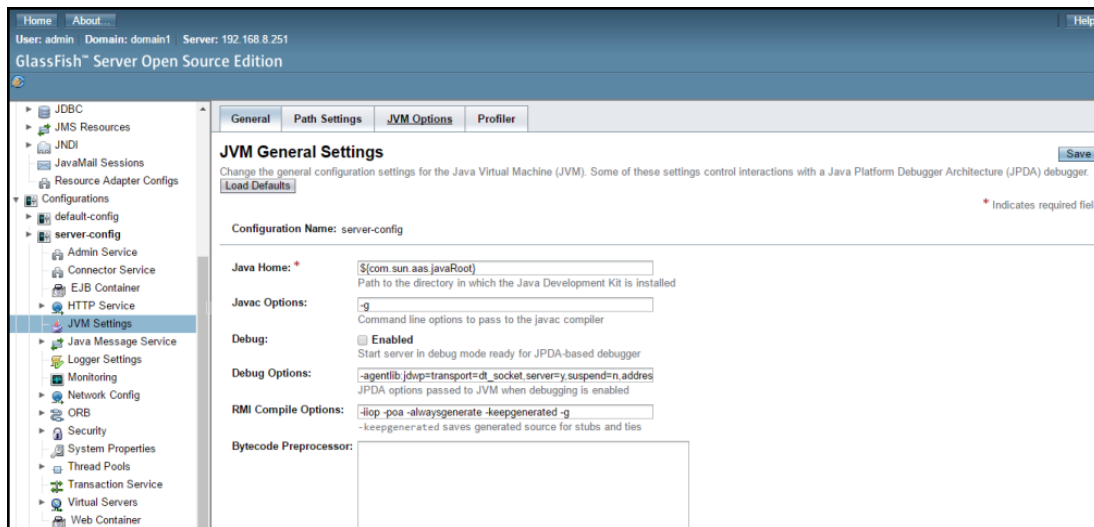 Home About...
Help
User: admin Domain: domain1 Server: 192.168.8.251
GlassFish™ Server Open Source Edition
JDBC
JMS Resources
JNDI
JavaMail Sessions
Resource Adapter Configs
Configurations
default-config
server-config
Admin Service
Connector Service
EJB Container
HTTP Service
JVM Settings
Java Message Service
Logger Settings
Monitoring
Network Config
ORB
Security
System Properties
Thread Pools
Transaction Service
Virtual Servers
Web Container
General Path Settings JVM Options Profiler
JVM General Settings
Save
Change the general configuration settings for the Java Virtual Machine (JVM). Some of these settings control interactions with a Java Platform Debugger Architecture (JPDA) debugger.
Load Defaults
* Indicates required fiel
Configuration Name: server-config
Java Home: * ${com.sun.aas.javaRoot}
Path to the directory in which the Java Development Kit is installed
Javac Options: -g
Command line options to pass to the javac compiler
Debug: Enabled
Start server in debug mode ready for JPDA-based debugger
Debug Options: -agentlib:jdwp=transport=dt_socket,server=y,suspend=n,addres
JPDA options passed to JVM when debugging is enabled
RMI Compile Options: -iiop -poa -alwaysgenerate -keepgenerated -g
-keepgenerated saves generated source for stubs and ties
Bytecode Preprocessor: